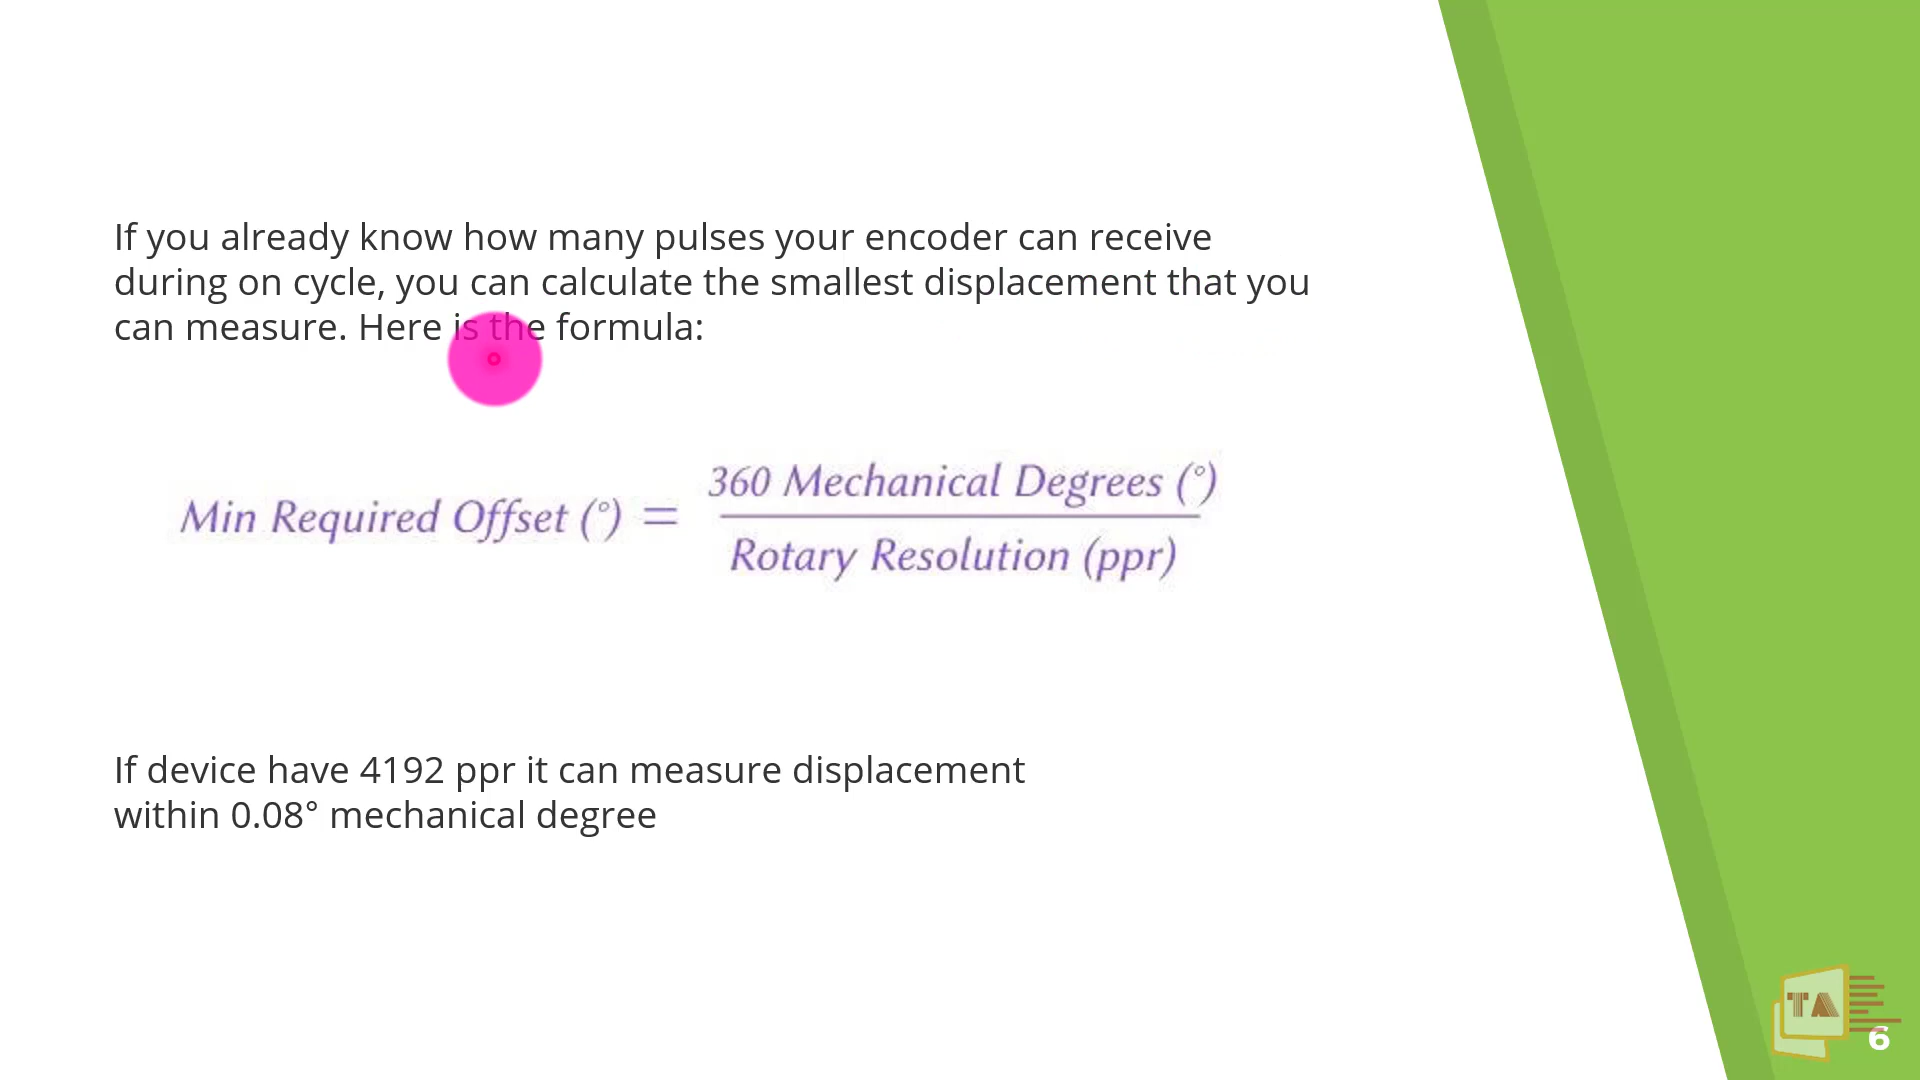 If you already know how many pulses your encoder can receive
during on cycle, you can calculate the smallest displacement that you
can measure. Here is the formula:
Min Required Offset (°) = 360 Mechanical Degrees (°)
Rotary Resolution (ppr)
If device have 4192 ppr it can measure displacement
within 0.08° mechanical degree
TA
6